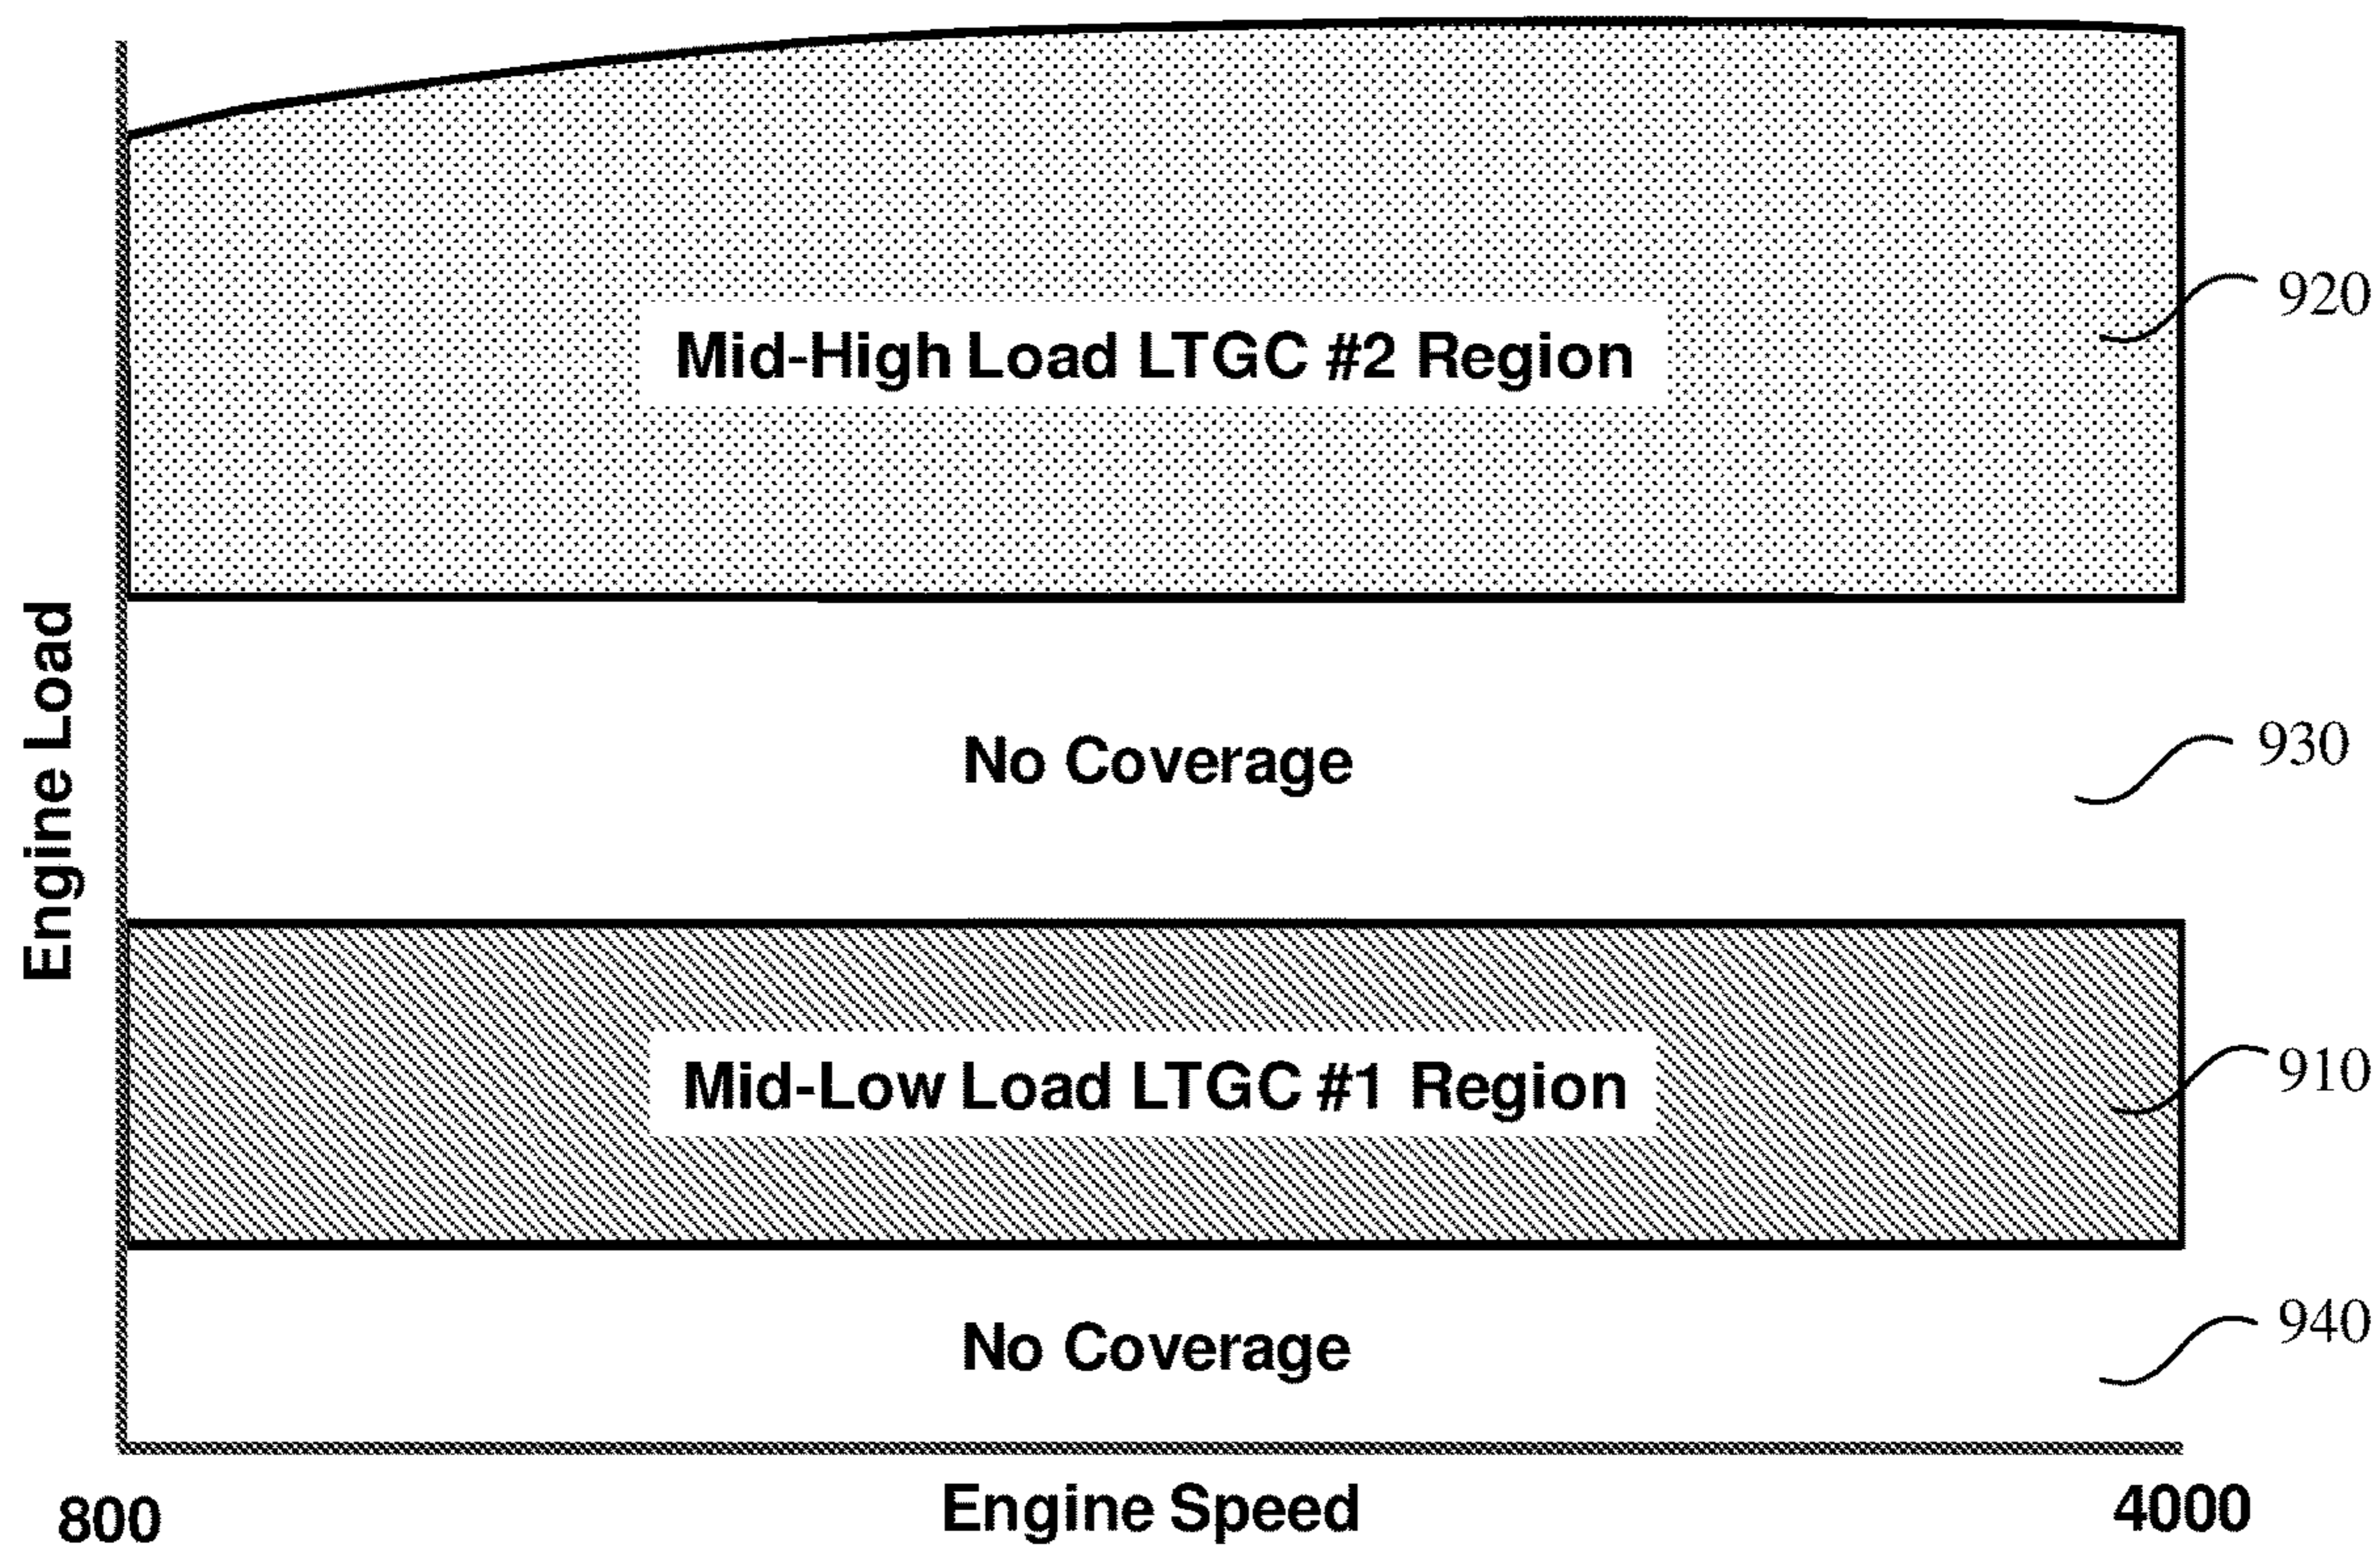 Mid-High Load LTGC #2 Region
920
Engine Load
No Coverage
930
Mid-Low Load LTGC #1 Region
910
No Coverage
940
800
Engine Speed
4000